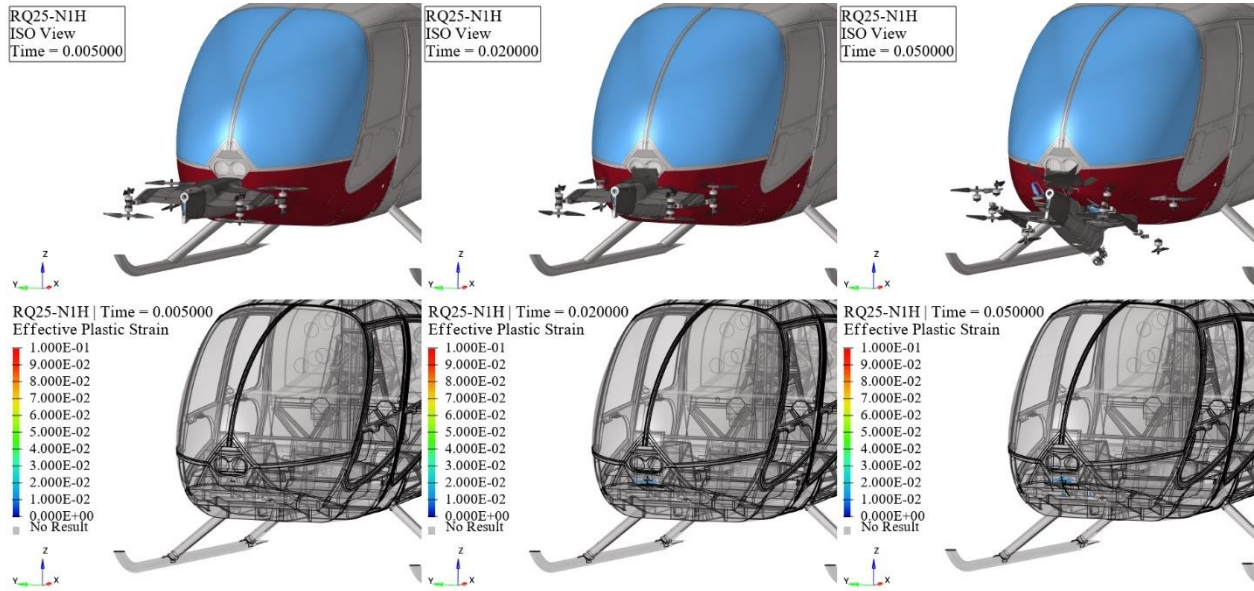 RQ25-N1H
ISO View
Time = 0.005000
Z
Y
X
RQ25-N1H
ISO View
Time = 0.020000
Z
Y
X
RQ25-N1H
ISO View
Time = 0.050000
Z
Y
X
RQ25-N1H | Time = 0.005000
Effective Plastic Strain
1.000E-01
9.000E-02
8.000E-02
7.000E-02
6.000E-02
5.000E-02
4.000E-02
3.000E-02
2.000E-02
1.000E-02
0.000E+00
No Result
Z
Y
X
RQ25-N1H | Time = 0.020000
Effective Plastic Strain
1.000E-01
9.000E-02
8.000E-02
7.000E-02
6.000E-02
5.000E-02
4.000E-02
3.000E-02
2.000E-02
1.000E-02
0.000E+00
No Result
Z
Y
X
RQ25-N1H | Time = 0.050000
Effective Plastic Strain
1.000E-01
9.000E-02
8.000E-02
7.000E-02
6.000E-02
5.000E-02
4.000E-02
3.000E-02
2.000E-02
1.000E-02
0.000E+00
No Result
Z
Y
X